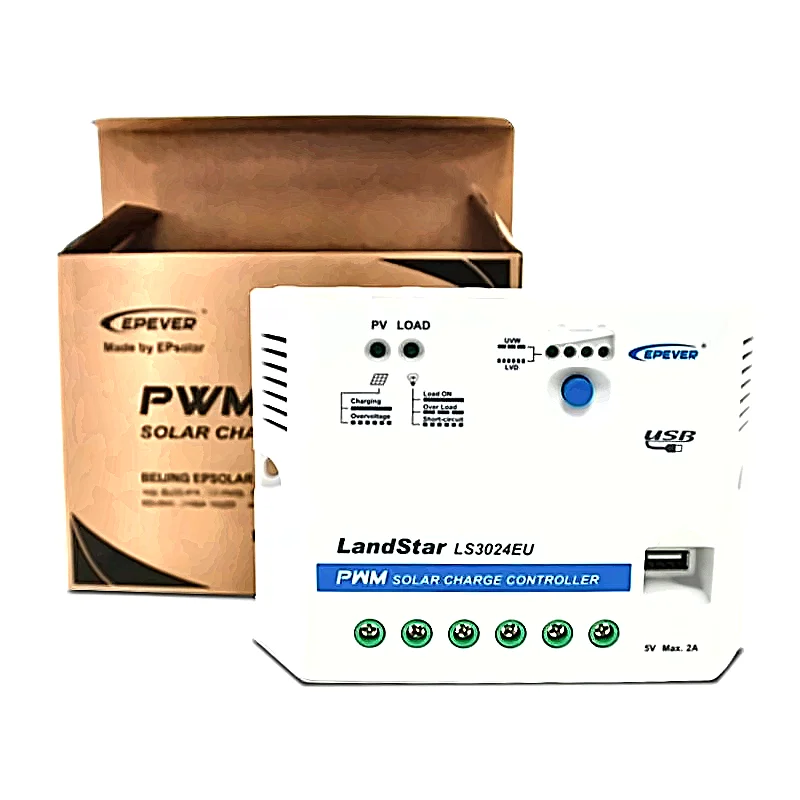 EPEVER
Made by EPsolar
PWM
SOLAR CHA
BEIJING EPSOLAR
PV LOAD
Charging
Overvoltage
Load ON
Over Load
Short-circuit
UVW
LVD
EPEVER®
USB
LandStar LS3024EU
PWM SOLAR CHARGE CONTROLLER
5V Max. 2A